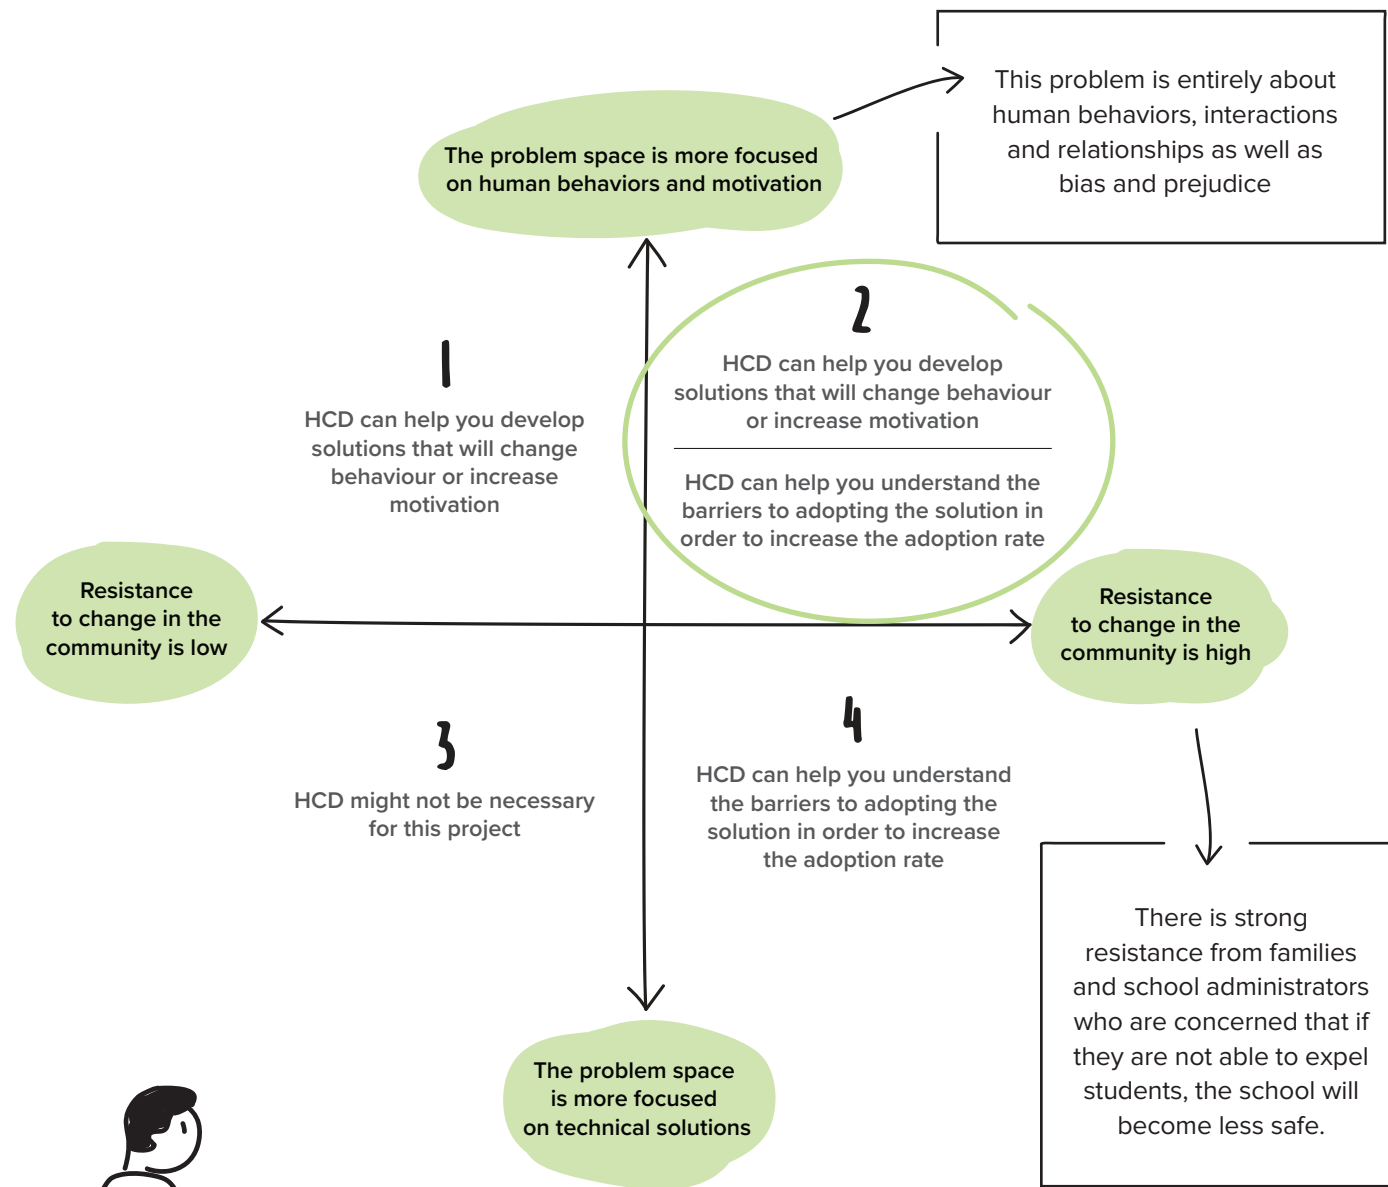 This problem is entirely about
human behaviors, interactions
and relationships as well as
bias and prejudice
The problem space is more focused
on human behaviors and motivation
1
HCD can help you develop
solutions that will change
behaviour or increase
motivation
2
HCD can help you develop
solutions that will change behaviour
or increase motivation
HCD can help you understand the
barriers to adopting the solution in
order to increase the adoption rate
Resistance
to change in the
community is low
Resistance
to change in the
community is high
3
HCD might not be necessary
for this project
4
HCD can help you understand
the barriers to adopting the
solution in order to increase
the adoption rate
There is strong
resistance from families
and school administrators
who are concerned that if
they are not able to expel
students, the school will
become less safe.
The problem space
is more focused
on technical solutions